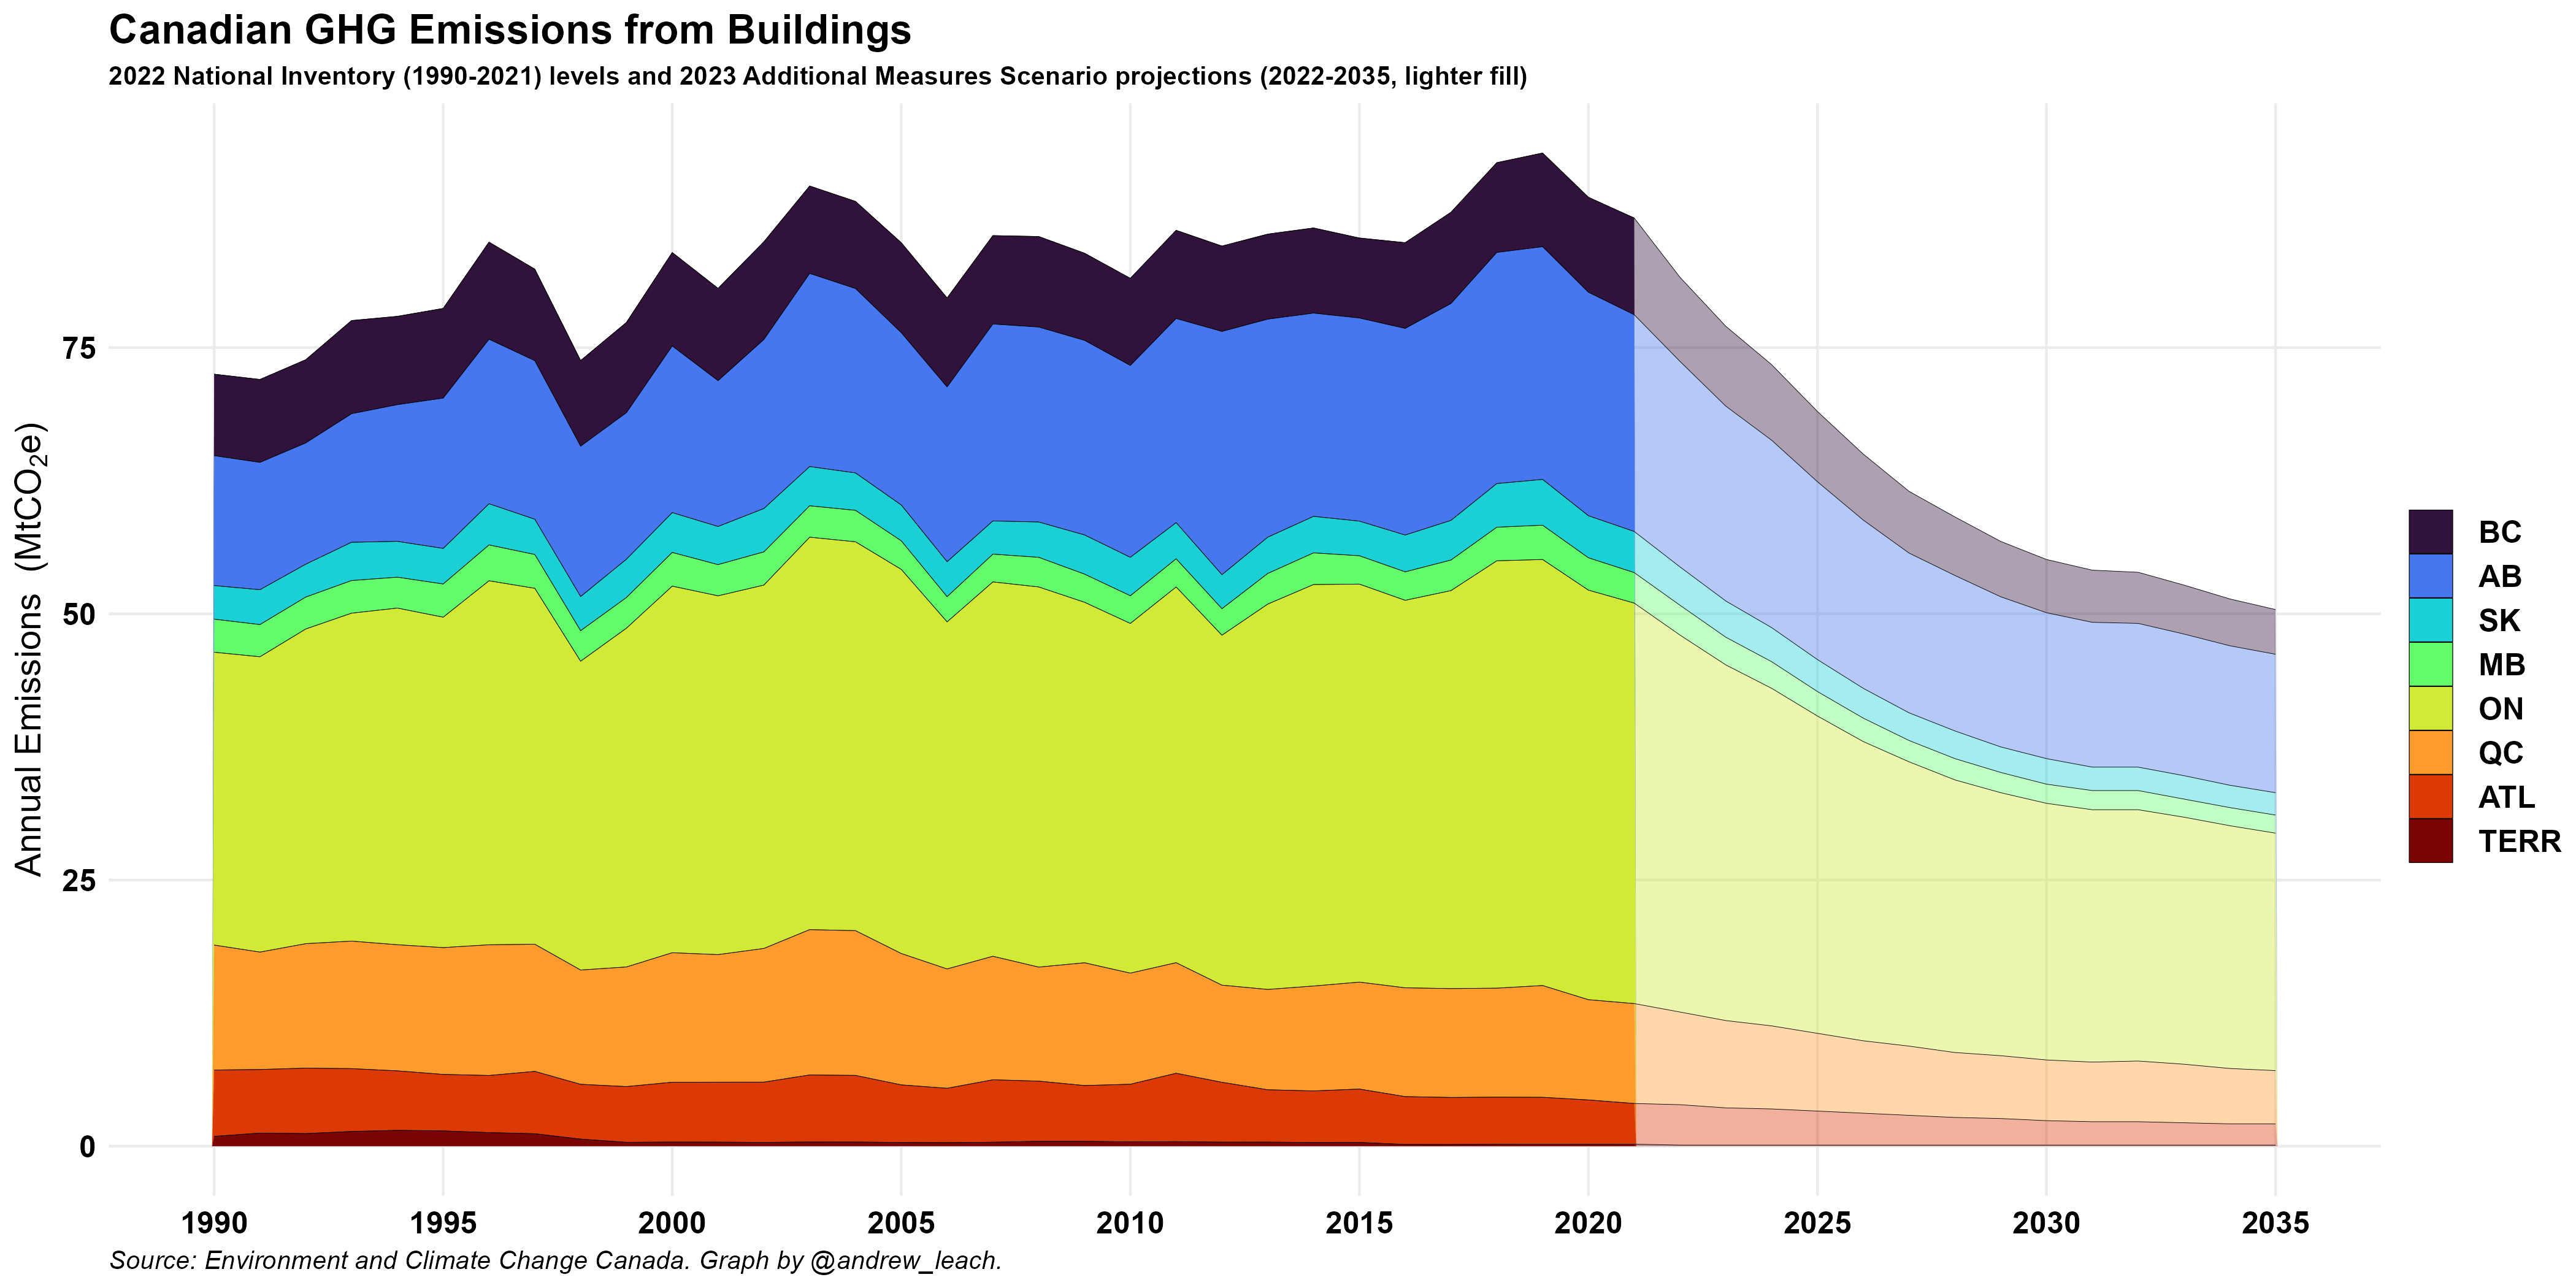 Canadian GHG Emissions from Buildings
2022 National Inventory (1990-2021) levels and 2023 Additional Measures Scenario projections (2022-2035, lighter fill)
Annual Emissions (MtCO₂e)
75
50
25
0
1990 1995 2000 2005 2010 2015 2020 2025 2030 2035
BC
AB
SK
MB
ON
QC
ATL
TERR
Source: Environment and Climate Change Canada. Graph by @andrew_leach.